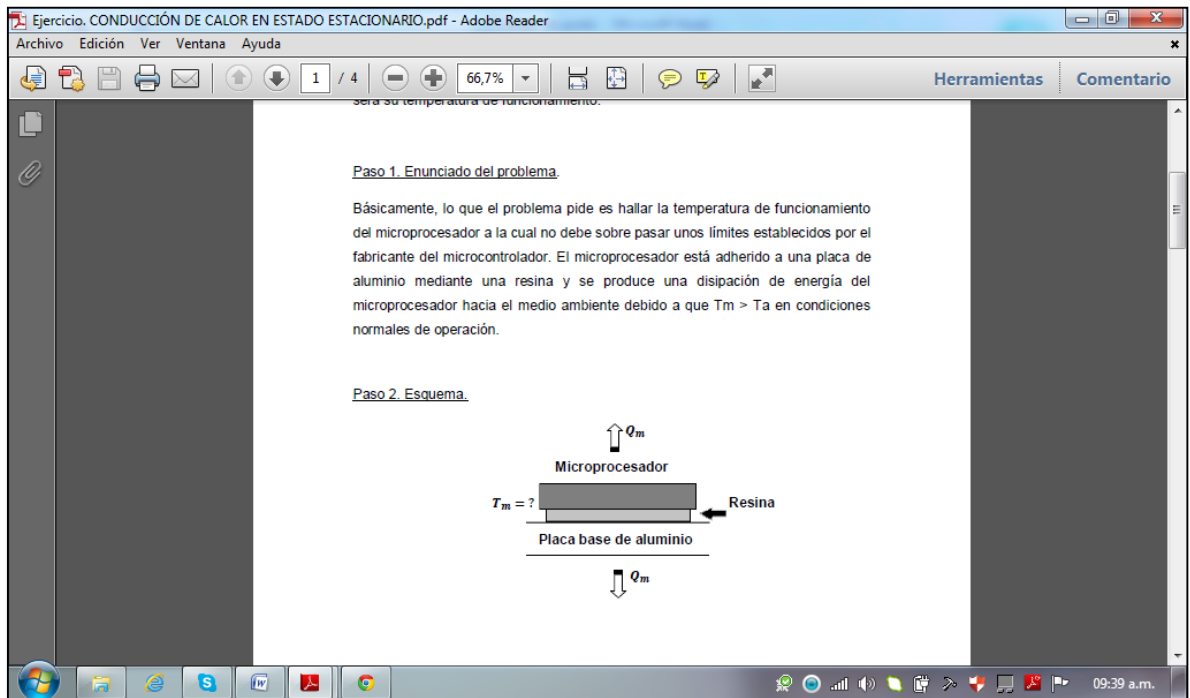 Ejercicio. CONDUCCIÓN DE CALOR EN ESTADO ESTACIONARIO.pdf - Adobe Reader
Archivo Edición Ver Ventana Ayuda
1 / 4 66,7% Herramientas Comentario
será su temperatura de funcionamiento.
Paso 1. Enunciado del problema.
Básicamente, lo que el problema pide es hallar la temperatura de funcionamiento
del microprocesador a la cual no debe sobre pasar unos límites establecidos por el
fabricante del microcontrolador. El microprocesador está adherido a una placa de
aluminio mediante una resina y se produce una disipación de energía del
microprocesador hacia el medio ambiente debido a que Tm > Ta en condiciones
normales de operación.
Paso 2. Esquema.
Qm
Microprocesador
Tm = ?
Resina
Placa base de aluminio
Qm
09:39 a.m.